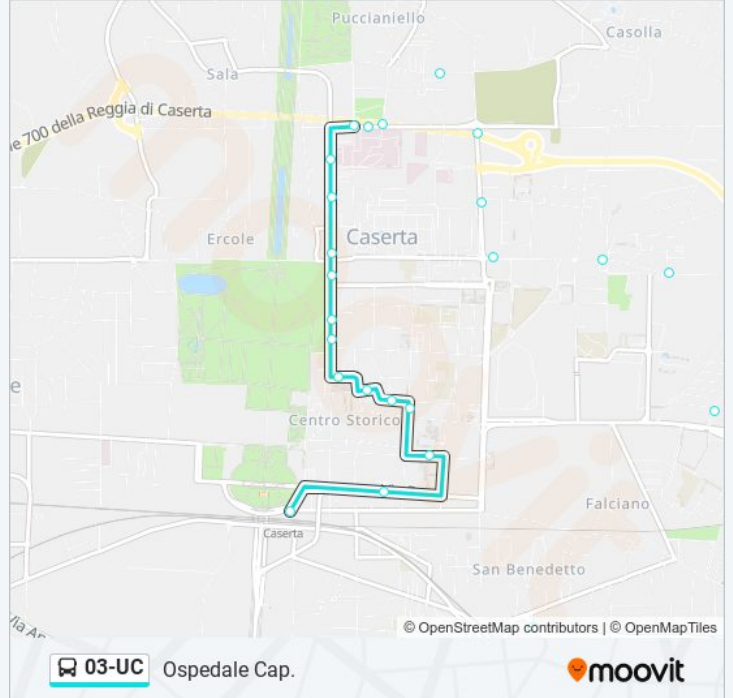 Puccianiello
Casolla
Sala
e 700 della Reggia di Caserta
Ercole
Caserta
e
Centro Storico
Falciano
Caserta
San Benedetto
© OpenStreetMap contributors | © OpenMapTiles
03-UC
Ospedale Cap.
moovit